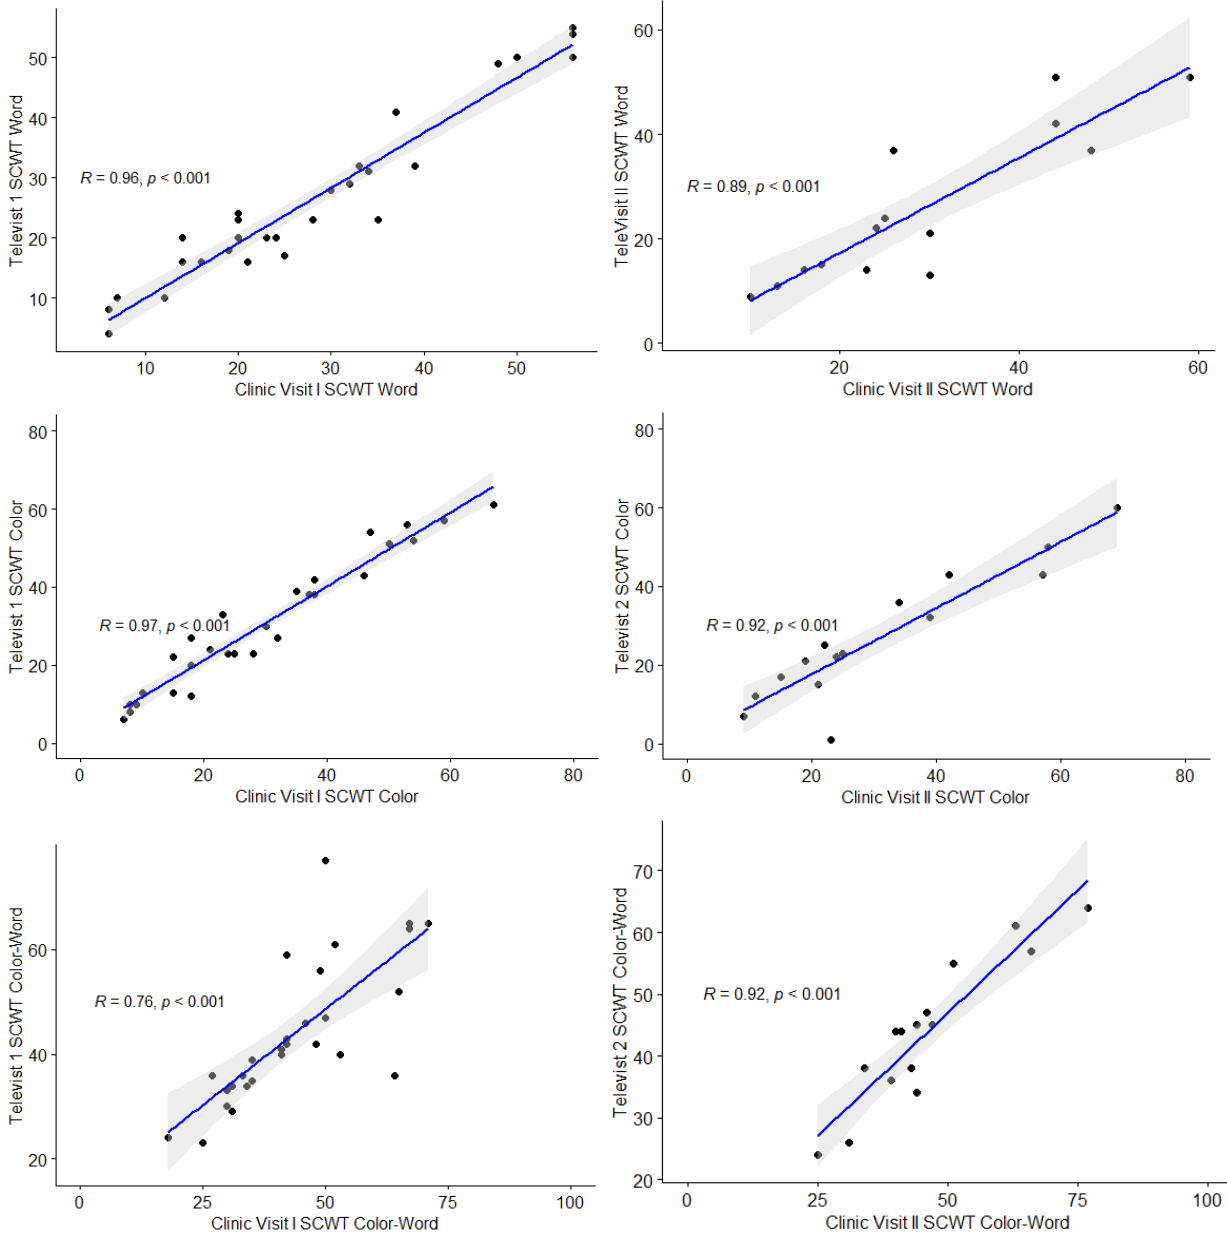 Televist 1 SCWT Word
50
40
30
20
10
R = 0.96, p < 0.001
10 20 30 40 50
Clinic Visit I SCWT Word
TeleVisit II SCWT Word
60
40
20
0
R = 0.89, p < 0.001
20 40 60
Clinic Visit II SCWT Word
Televist 1 SCWT Color
80
60
40
20
0
R = 0.97, p < 0.001
0 20 40 60 80
Clinic Visit I SCWT Color
Televist 2 SCWT Color
80
60
40
20
0
R = 0.92, p < 0.001
0 20 40 60 80
Clinic Visit II SCWT Color
Televist 1 SCWT Color-Word
60
40
20
R = 0.76, p < 0.001
0 25 50 75 100
Clinic Visit I SCWT Color-Word
Televist 2 SCWT Color-Word
70
60
50
40
30
20
R = 0.92, p < 0.001
0 25 50 75 100
Clinic Visit II SCWT Color-Word